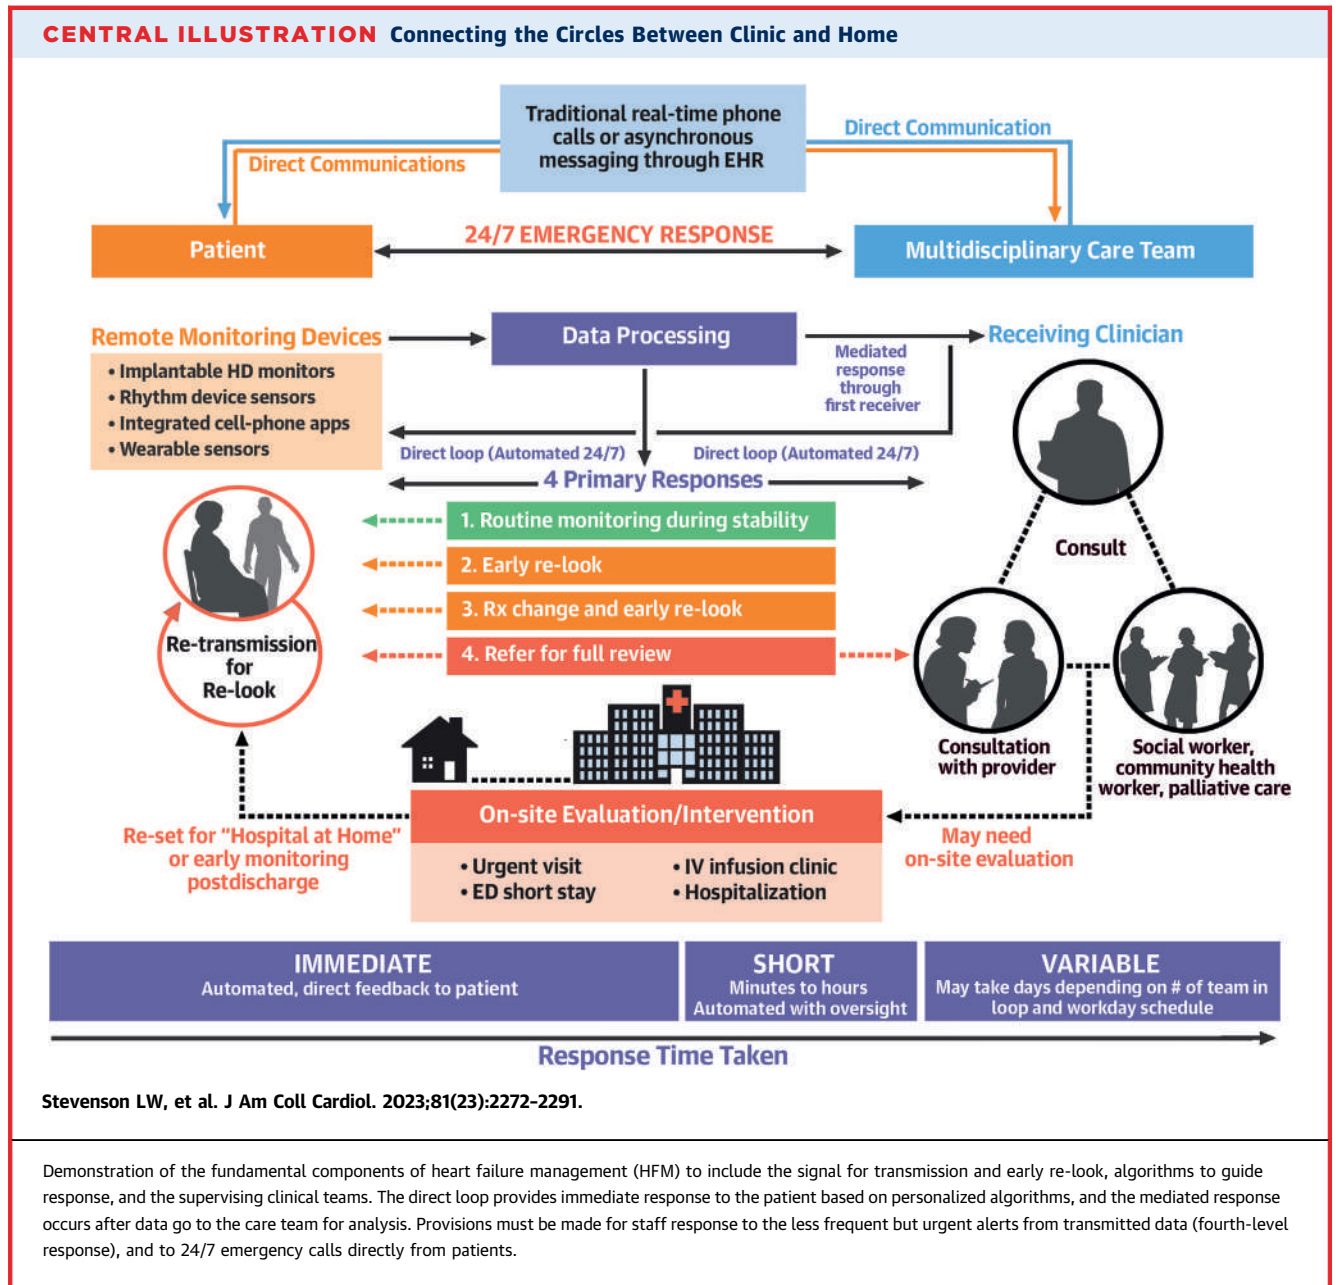 CENTRAL ILLUSTRATION Connecting the Circles Between Clinic and Home
Traditional real-time phone
calls or asynchronous
messaging through EHR
Direct Communications
Direct Communication
Patient
24/7 EMERGENCY RESPONSE
Multidisciplinary Care Team
Remote Monitoring Devices
• Implantable HD monitors
• Rhythm device sensors
• Integrated cell-phone apps
• Wearable sensors
Data Processing
Mediated
response
through
first receiver
Receiving Clinician
Direct loop (Automated 24/7)
Direct loop (Automated 24/7)
4 Primary Responses
1. Routine monitoring during stability
2. Early re-look
3. Rx change and early re-look
4. Refer for full review
Re-transmission
for
Re-look
Consult
Consultation
with provider
Social worker,
community health
worker, palliative care
Re-set for "Hospital at Home"
or early monitoring
postdischarge
On-site Evaluation/Intervention
• Urgent visit
• ED short stay
• IV infusion clinic
• Hospitalization
May need
on-site evaluation
IMMEDIATE
Automated, direct feedback to patient
SHORT
Minutes to hours
Automated with oversight
VARIABLE
May take days depending on # of team in
loop and workday schedule
Response Time Taken
Stevenson LW, et al. J Am Coll Cardiol. 2023;81(23):2272–2291.
Demonstration of the fundamental components of heart failure management (HFM) to include the signal for transmission and early re-look, algorithms to guide
response, and the supervising clinical teams. The direct loop provides immediate response to the patient based on personalized algorithms, and the mediated response
occurs after data go to the care team for analysis. Provisions must be made for staff response to the less frequent but urgent alerts from transmitted data (fourth-level
response), and to 24/7 emergency calls directly from patients.